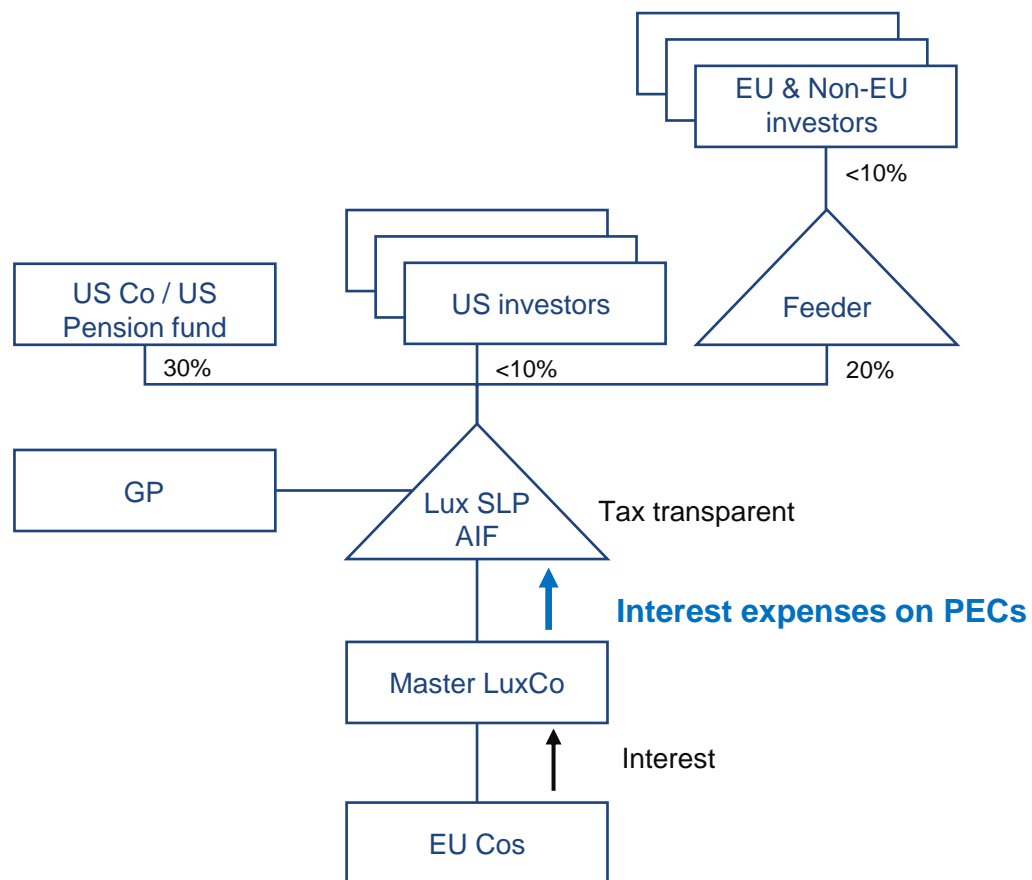 EU & Non-EU
investors
<10%
US Co / US
Pension fund
US investors
Feeder
30%
<10%
20%
GP
Lux SLP
AIF
Tax transparent
Interest expenses on PECs
Master LuxCo
Interest
EU Cos